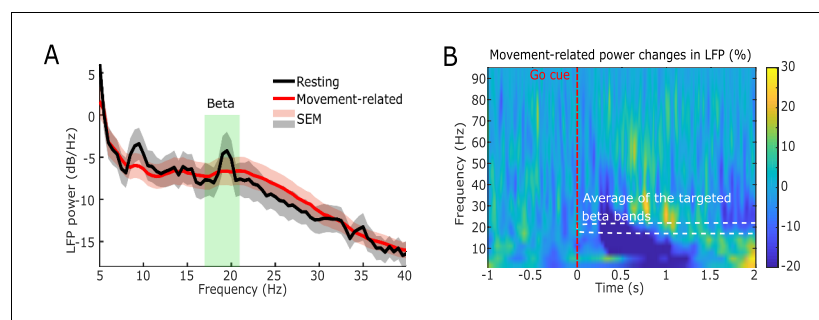 A
LFP power (dB/Hz)
5
0
-5
-10
-15
Beta
Resting
Movement-related
SEM
5 10 15 20 25 30 35 40
Frequency (Hz)
B
Movement-related power changes in LFP (%)
Go cue
Frequency (Hz)
90
80
70
60
50
40
30
20
10
Average of the targeted
beta bands
-1 -0.5 0 0.5 1 1.5 2
Time (s)
30
20
10
0
-10
-20